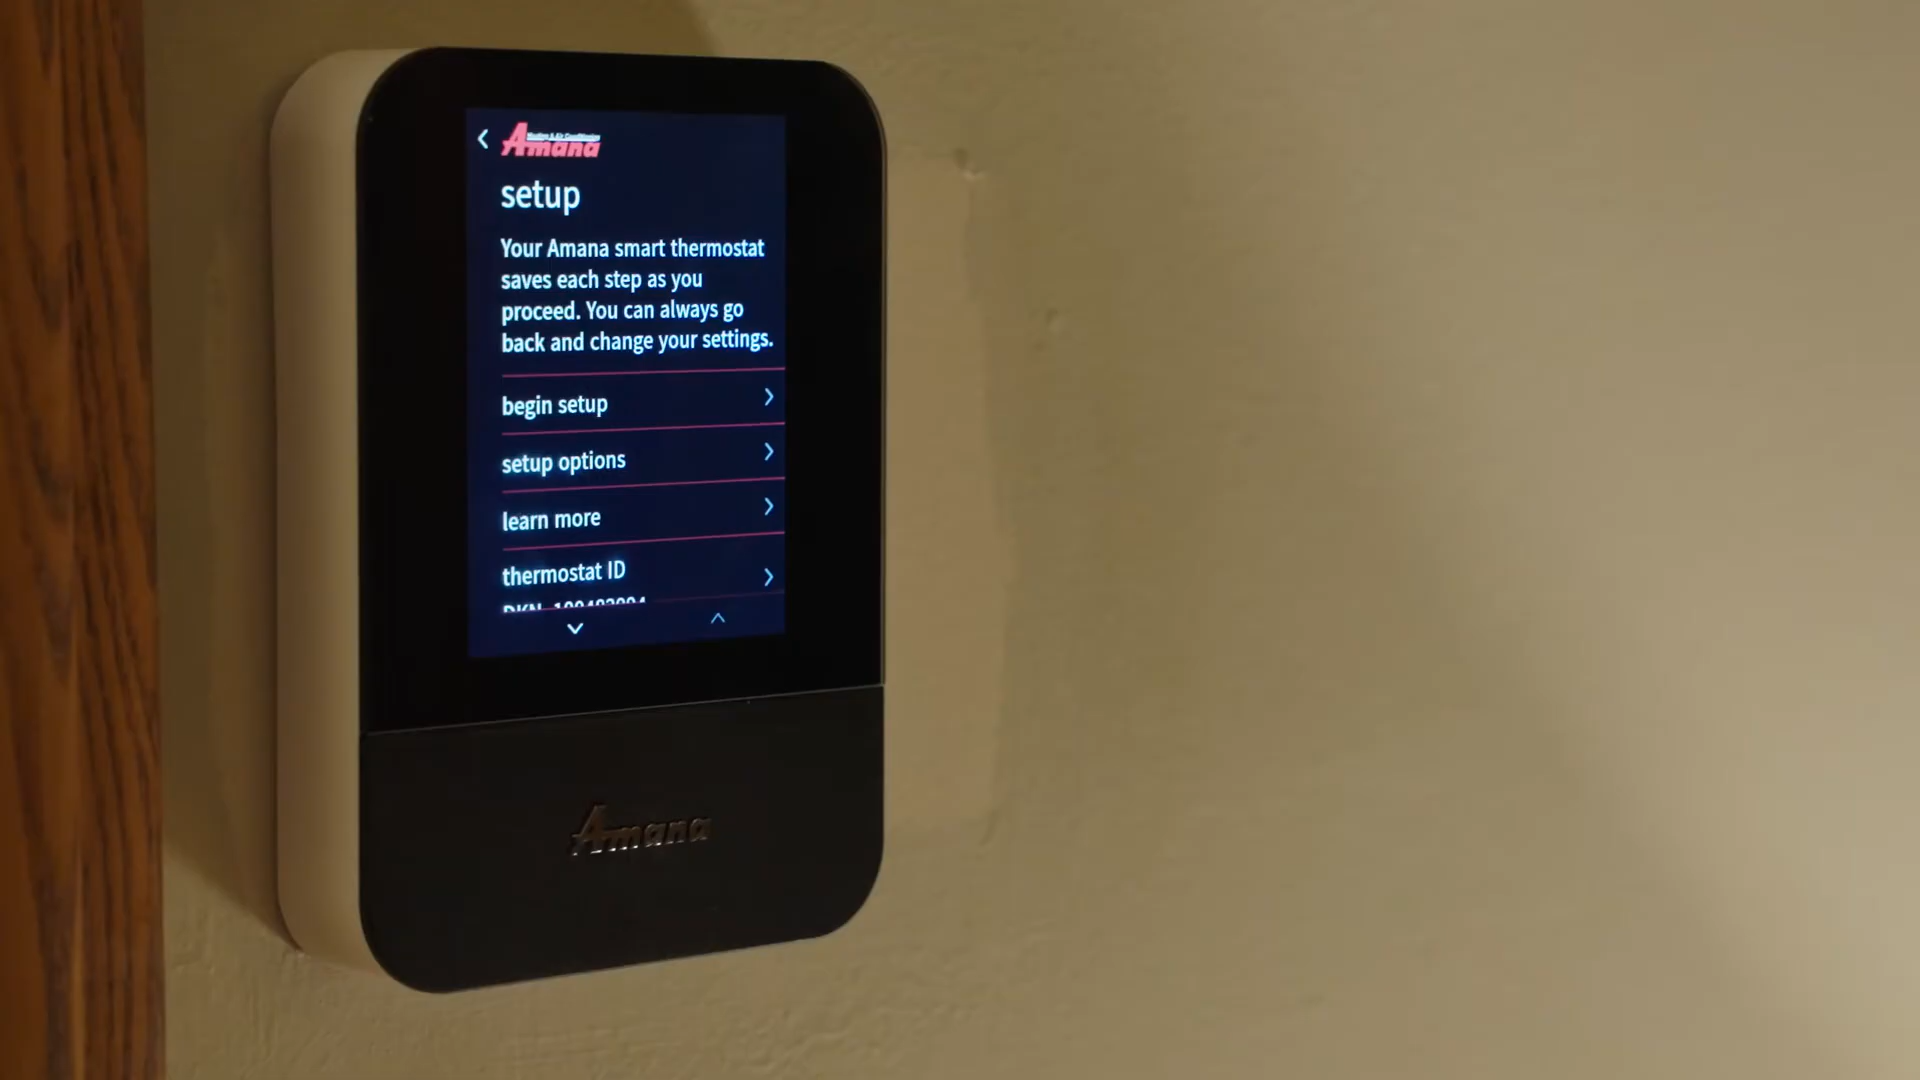 Amana
setup
Your Amana smart thermostat
saves each step as you
proceed. You can always go
back and change your settings.
begin setup
setup options
learn more
thermostat ID
Amana